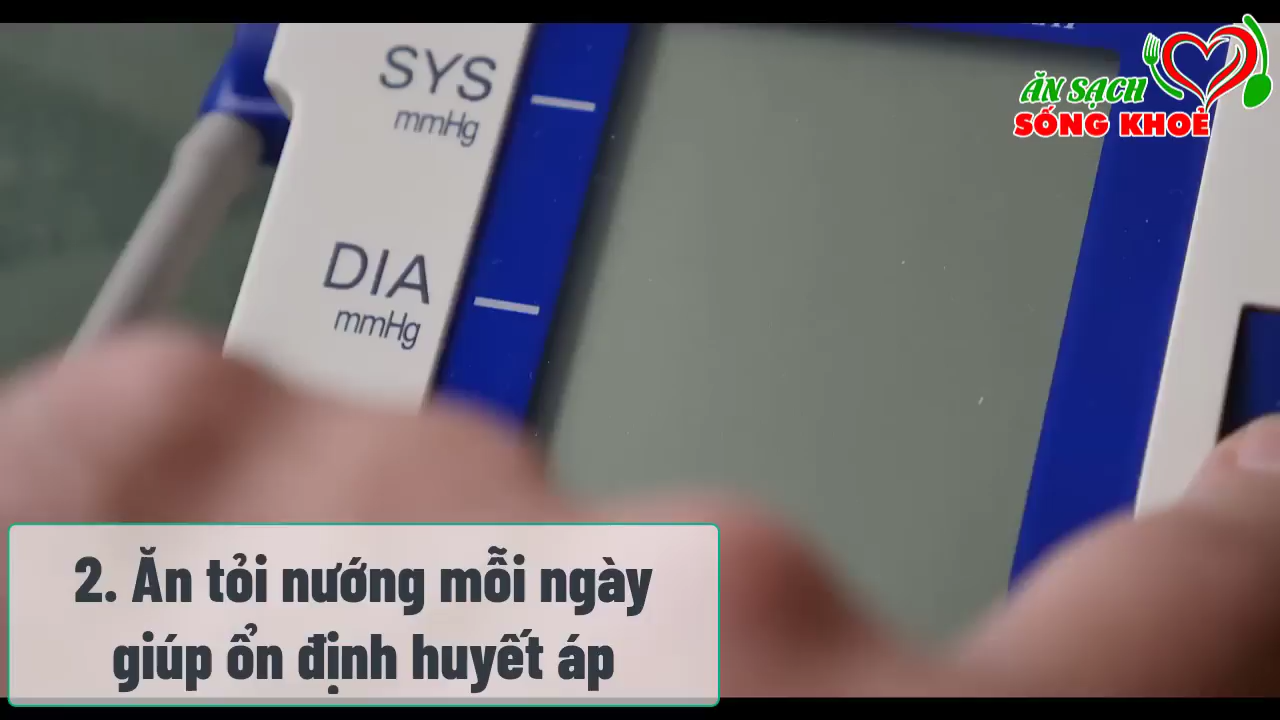 SYS
mmHg
DIA
mmHg
ĂN SẠCH
SỐNG KHOẺ
2. Ăn tỏi nướng mỗi ngày
giúp ổn định huyết áp